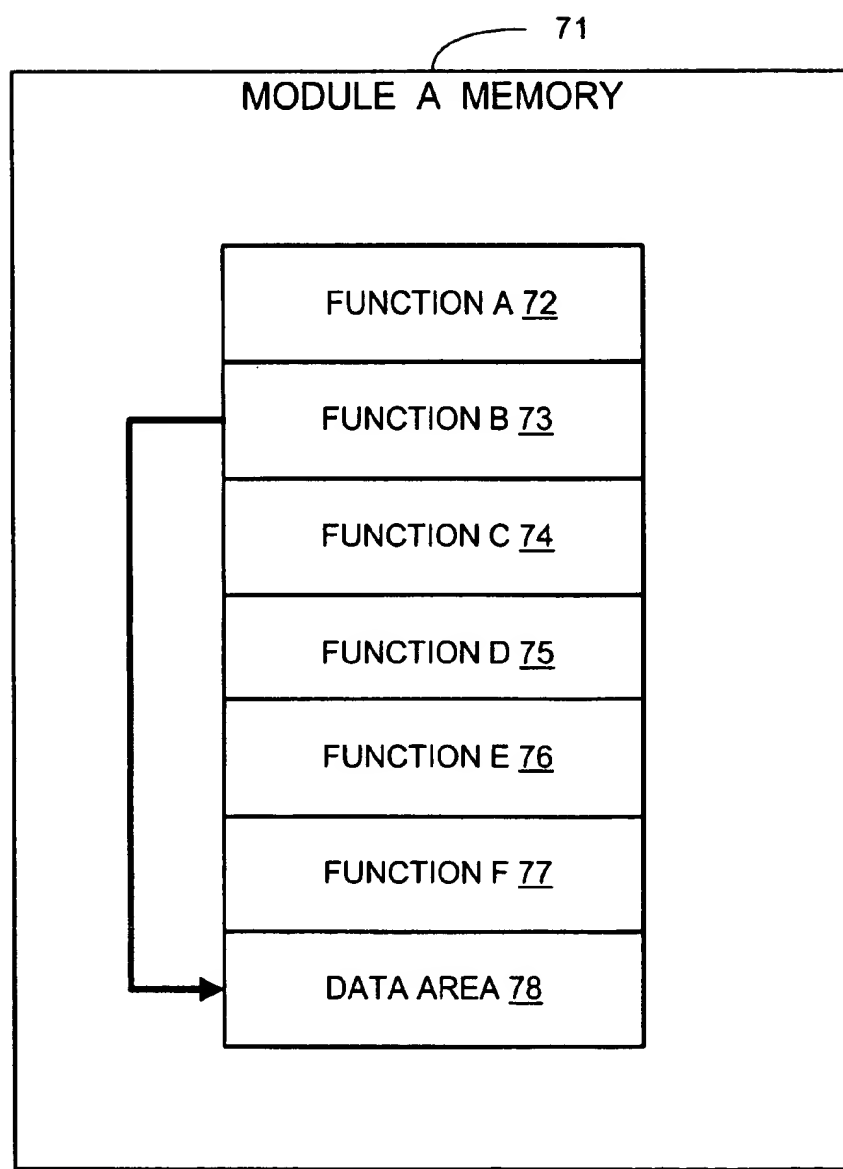 71
MODULE A MEMORY
FUNCTION A 72
FUNCTION B 73
FUNCTION C 74
FUNCTION D 75
FUNCTION E 76
FUNCTION F 77
DATA AREA 78